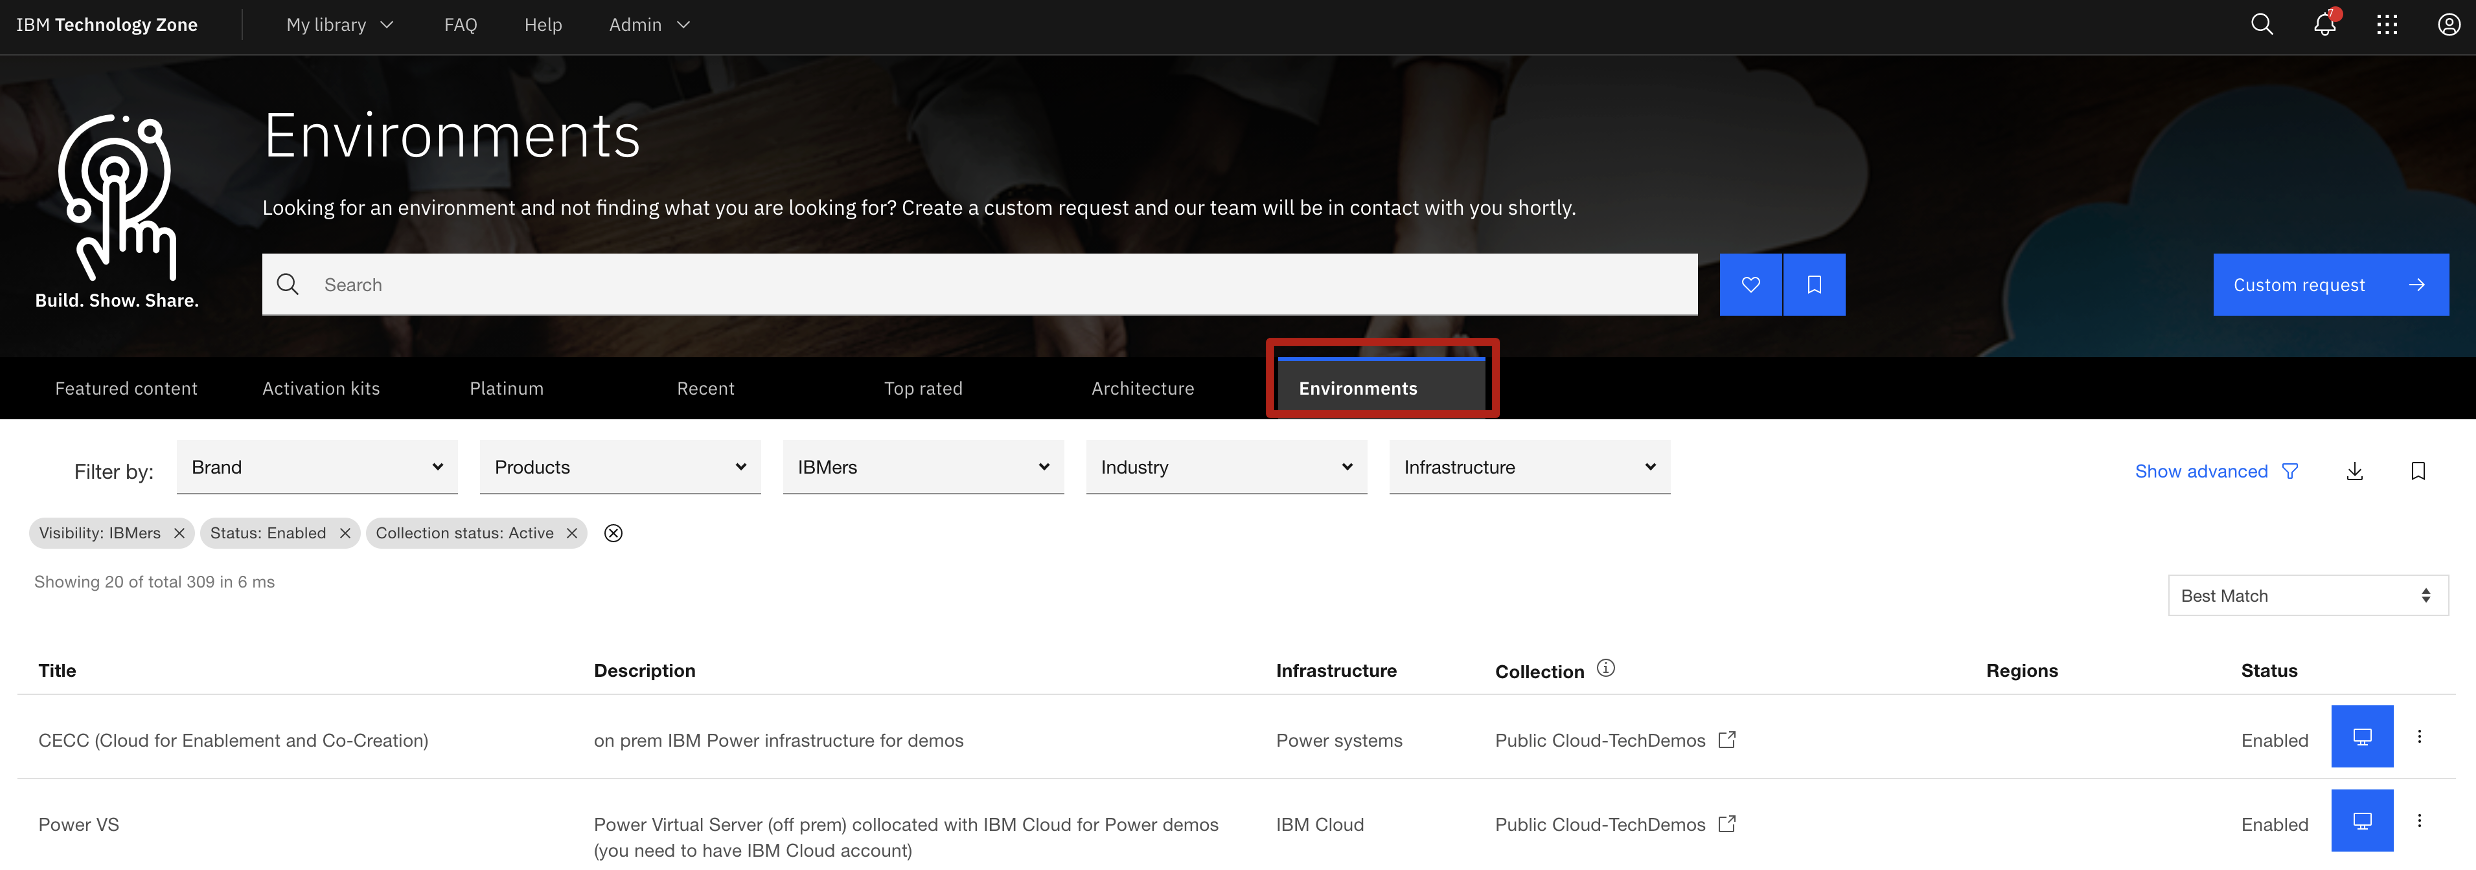 IBM Technology Zone My library FAQ Help Admin 7
Environments
Looking for an environment and not finding what you are looking for? Create a custom request and our team will be in contact with you shortly.
Build. Show. Share.
Search
Custom request
Featured content Activation kits Platinum Recent Top rated Architecture Environments
Filter by: Brand Products IBMers Industry Infrastructure Show advanced
Visibility: IBMers Status: Enabled Collection status: Active
Showing 20 of total 309 in 6 ms
Best Match
Title Description Infrastructure Collection Regions Status
CECC (Cloud for Enablement and Co-Creation) on prem IBM Power infrastructure for demos Power systems Public Cloud-TechDemos Enabled
Power VS Power Virtual Server (off prem) collocated with IBM Cloud for Power demos IBM Cloud Public Cloud-TechDemos Enabled
(you need to have IBM Cloud account)